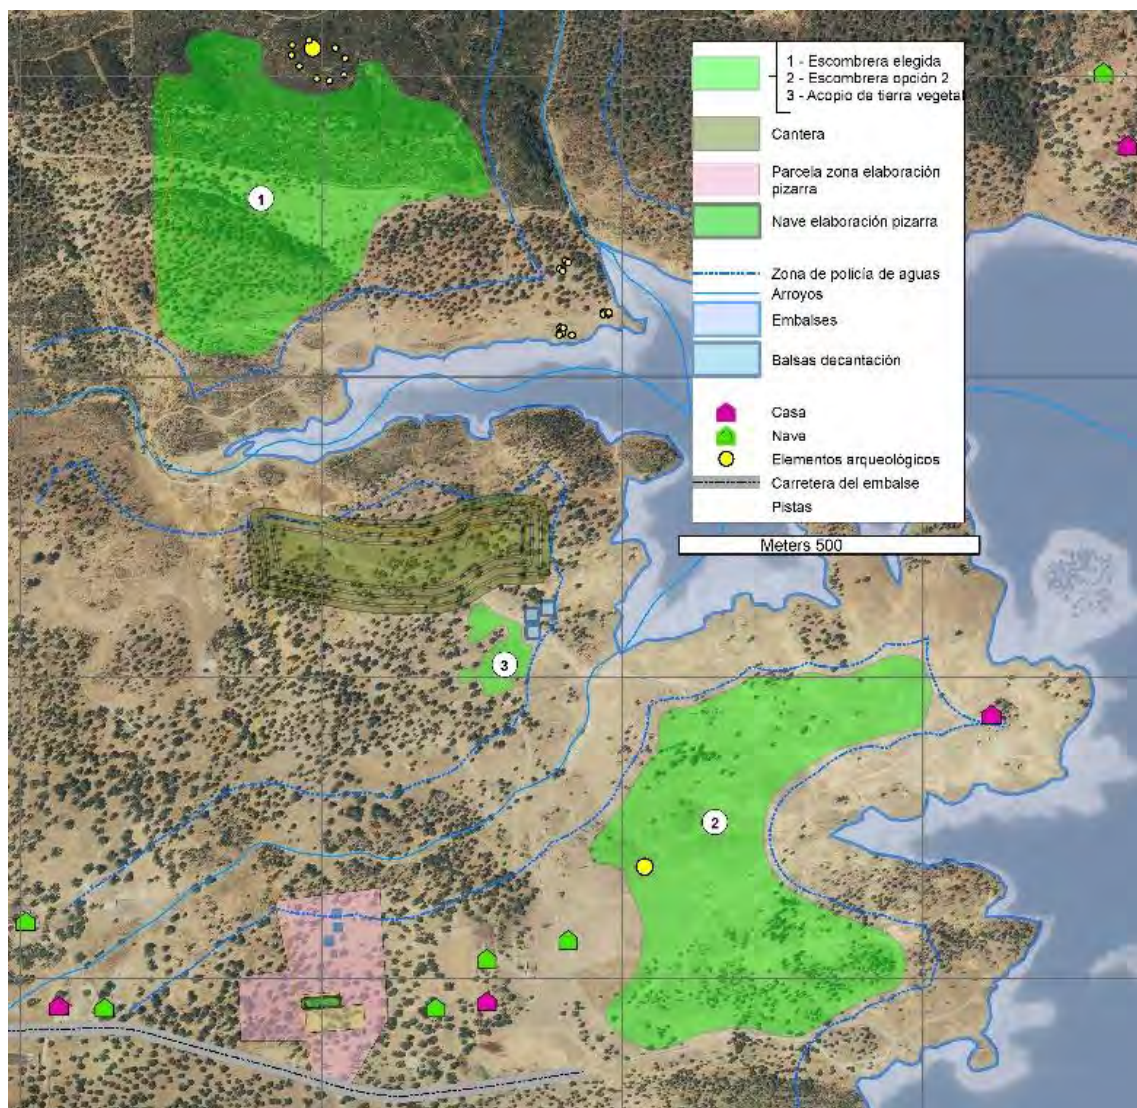 1 - Escombrera elegida
2 - Escombrera opción 2
3 - Acopio de tierra vegetal
Cantera
Parcela zona elaboración
pizarra
Nave elaboración pizarra
Zona de policía de aguas
Arroyos
Embalses
Balsas decantación
Casa
Nave
Elementos arqueológicos
Carretera del embalse
Pistas
Meters 500
1
3
2